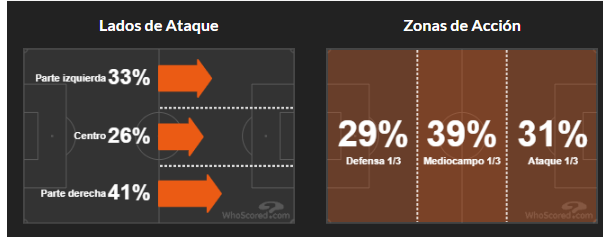 Lados de Ataque
Parte izquierda 33%
Centro 26%
Parte derecha 41%
WhoScored.com
Zonas de Acción
29% 39% 31%
Defensa 1/3 Mediocampo 1/3 Ataque 1/3
WhoScored.com